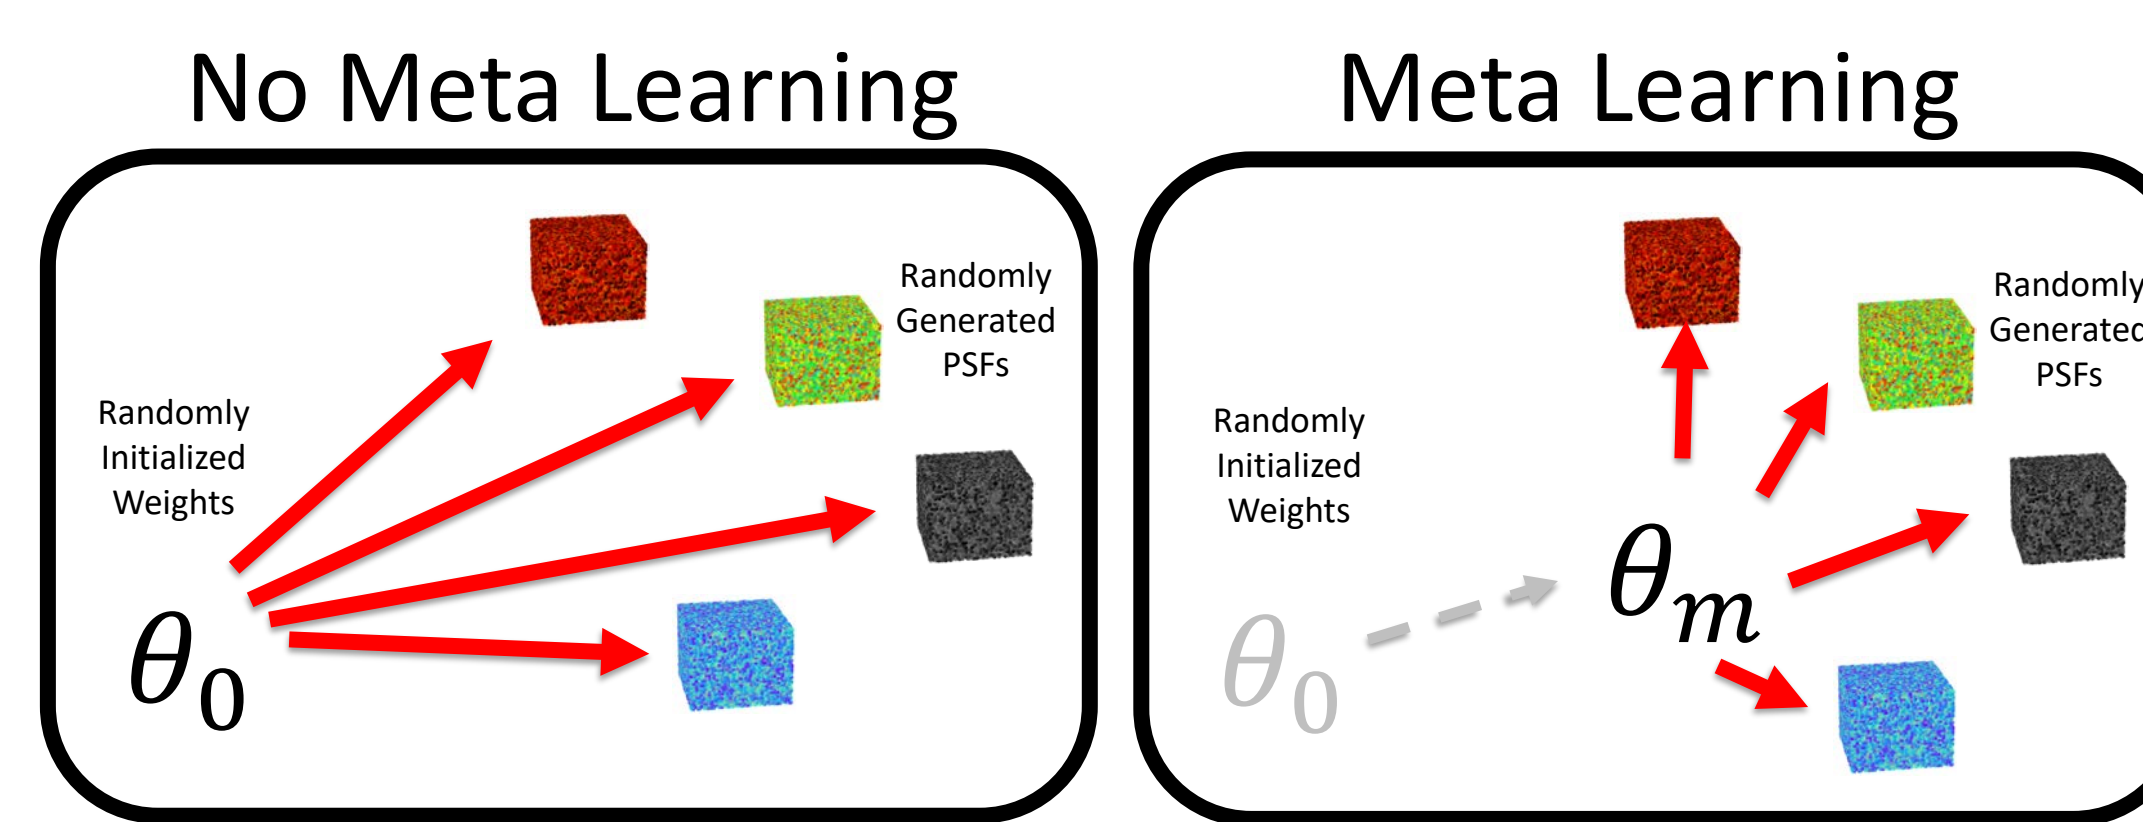 No Meta Learning
Randomly
Generated
PSFs
Randomly
Initialized
Weights
θ₀
Meta Learning
Randomly
Generated
PSFs
Randomly
Initialized
Weights
θₘ
θ₀